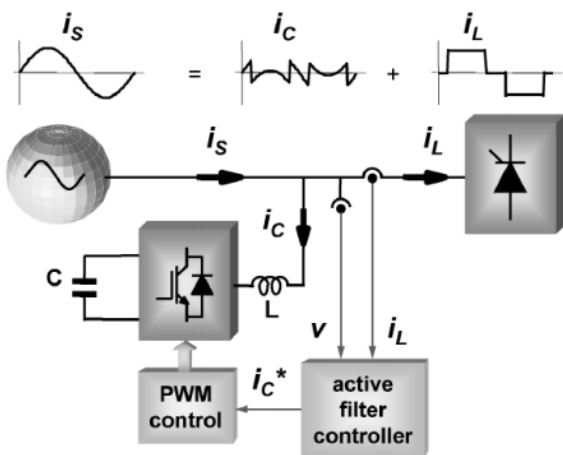 iS = iC + iL
iS
iL
iC
C
L
v
iL
PWM
control
iC*
active
filter
controller